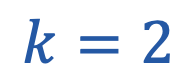 k = 2